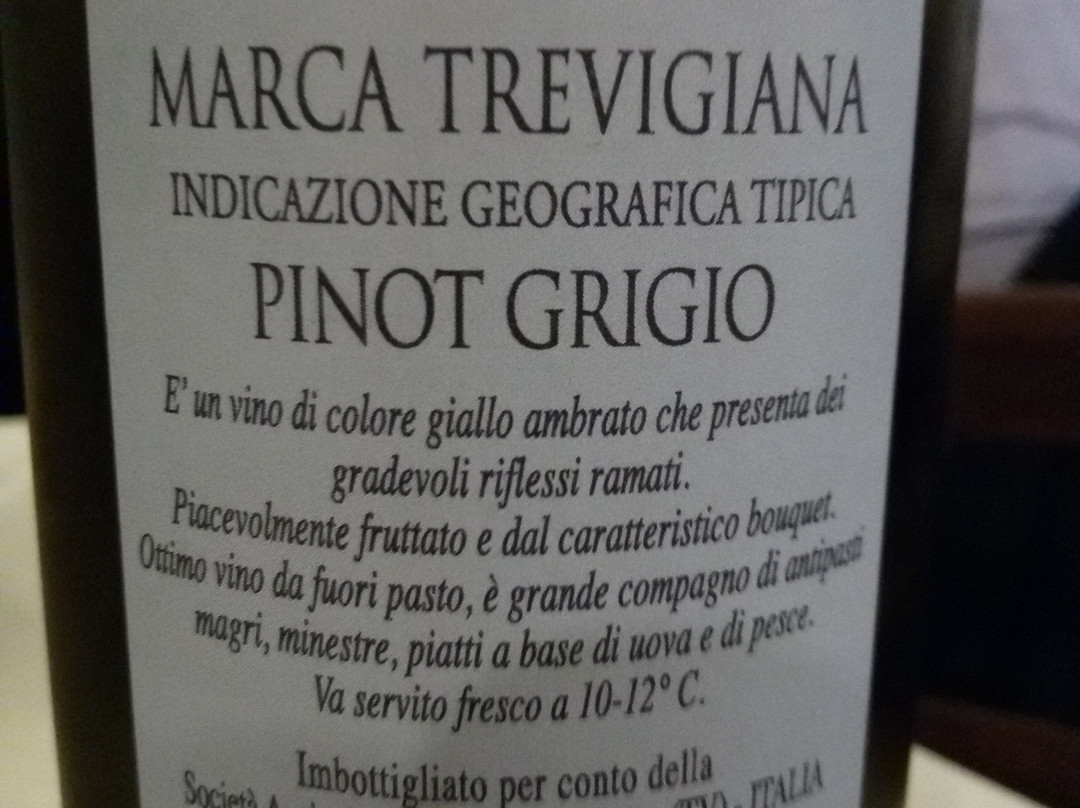 MARCA TREVIGIANA
INDICAZIONE GEOGRAFICA TIPICA
PINOT GRIGIO
E' un vino di colore giallo ambrato che presenta dei
gradevoli riflessi ramati.
Piacevolmente fruttato e dal caratteristico bouquet.
Ottimo vino da fuori pasto, è grande compagno di antipasti
magri, minestre, piatti a base di uova e di pesce.
Va servito fresco a 10-12° C.
Imbottigliato per conto della
Società (TV) - ITALIA